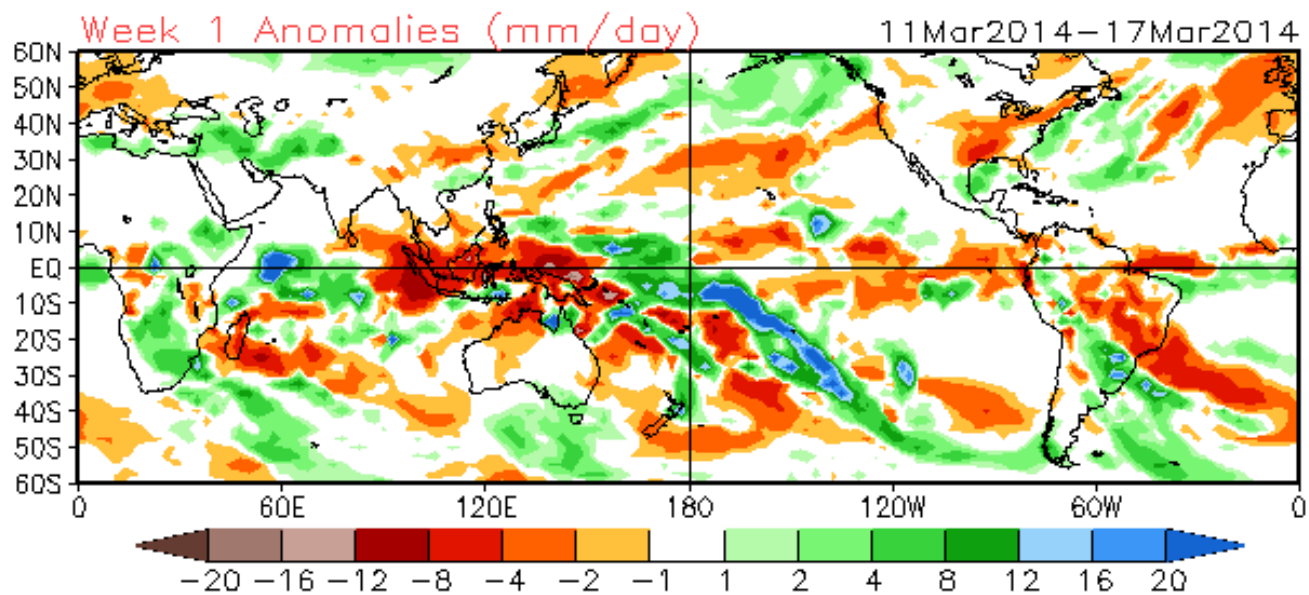 Week 1 Anomalies (mm/day) 11Mar2014-17Mar2014
60N
50N
40N
30N
20N
10N
EQ
10S
20S
30S
40S
50S
60S
0 60E 120E 180 120W 60W 0
-20 -16 -12 -8 -4 -2 -1 1 2 4 8 12 16 20